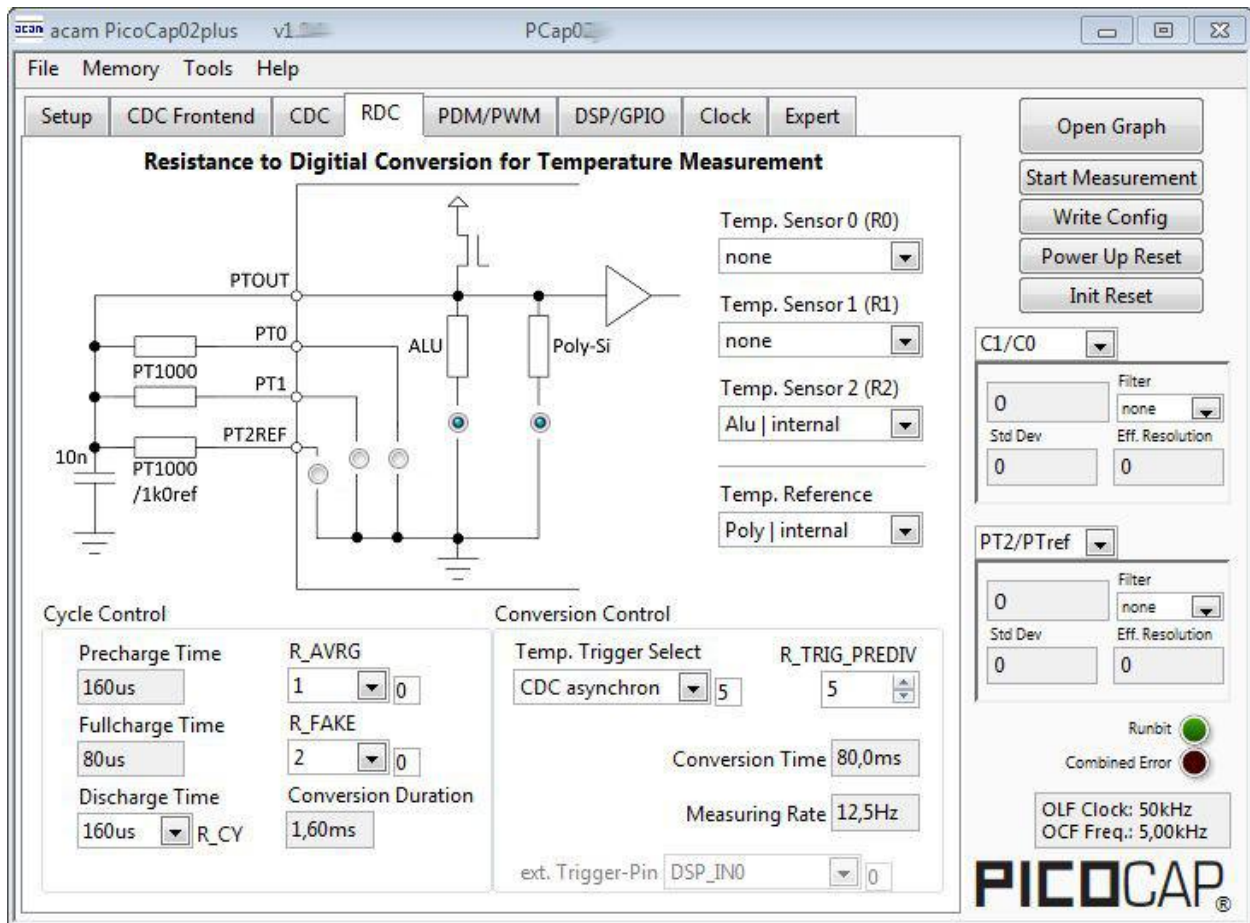 acam acam PicoCap02plus v1. PCap02
File Memory Tools Help
Setup CDC Frontend CDC RDC PDM/PWM DSP/GPIO Clock Expert
Resistance to Digitial Conversion for Temperature Measurement
PTOUT
PT0
PT1000
PT1
PT2REF
10n
PT1000
/1k0ref
ALU
Poly-Si
Temp. Sensor 0 (R0)
none
Temp. Sensor 1 (R1)
none
Temp. Sensor 2 (R2)
Alu | internal
Temp. Reference
Poly | internal
Cycle Control
Precharge Time
160us
R_AVRG
1 0
Fullcharge Time
80us
R_FAKE
2 0
Discharge Time
160us R_CY
Conversion Duration
1,60ms
Conversion Control
Temp. Trigger Select
CDC asynchron 5
R_TRIG_PREDIV
5
Conversion Time 80,0ms
Measuring Rate 12,5Hz
ext. Trigger-Pin DSP_IN0 0
Open Graph
Start Measurement
Write Config
Power Up Reset
Init Reset
C1/C0
0
Filter
none
Std Dev
0
Eff. Resolution
0
PT2/PTref
0
Filter
none
Std Dev
0
Eff. Resolution
0
Runbit
Combined Error
OLF Clock: 50kHz
OCF Freq.: 5,00kHz
PICOCAP®